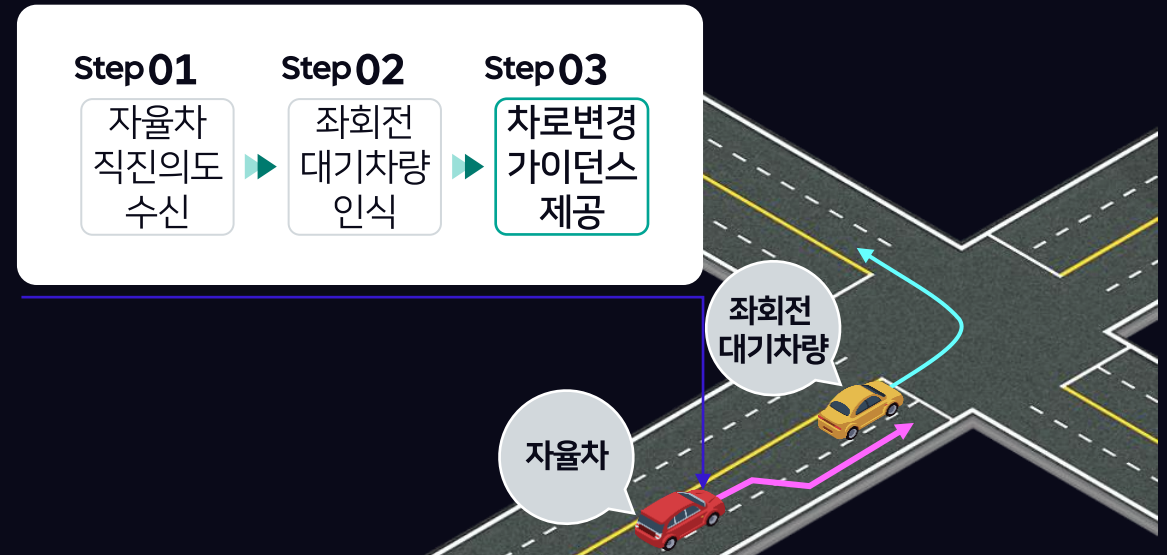 Step 01
자율차
직진의도
수신
Step 02
좌회전
대기차량
인식
Step 03
차로변경
가이던스
제공
좌회전
대기차량
자율차